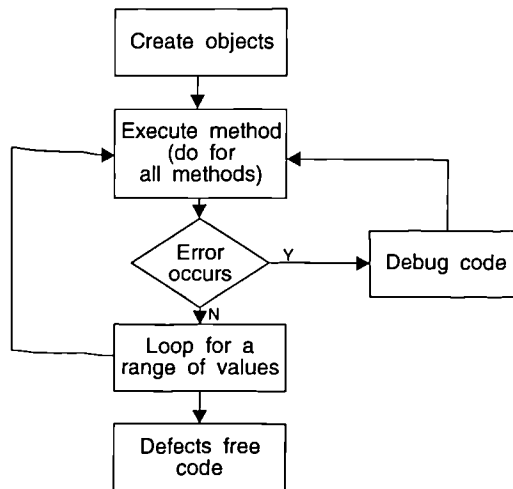 Create objects
Execute method
(do for
all methods)
Error
occurs
Y
Debug code
N
Loop for a
range of values
Defects free
code